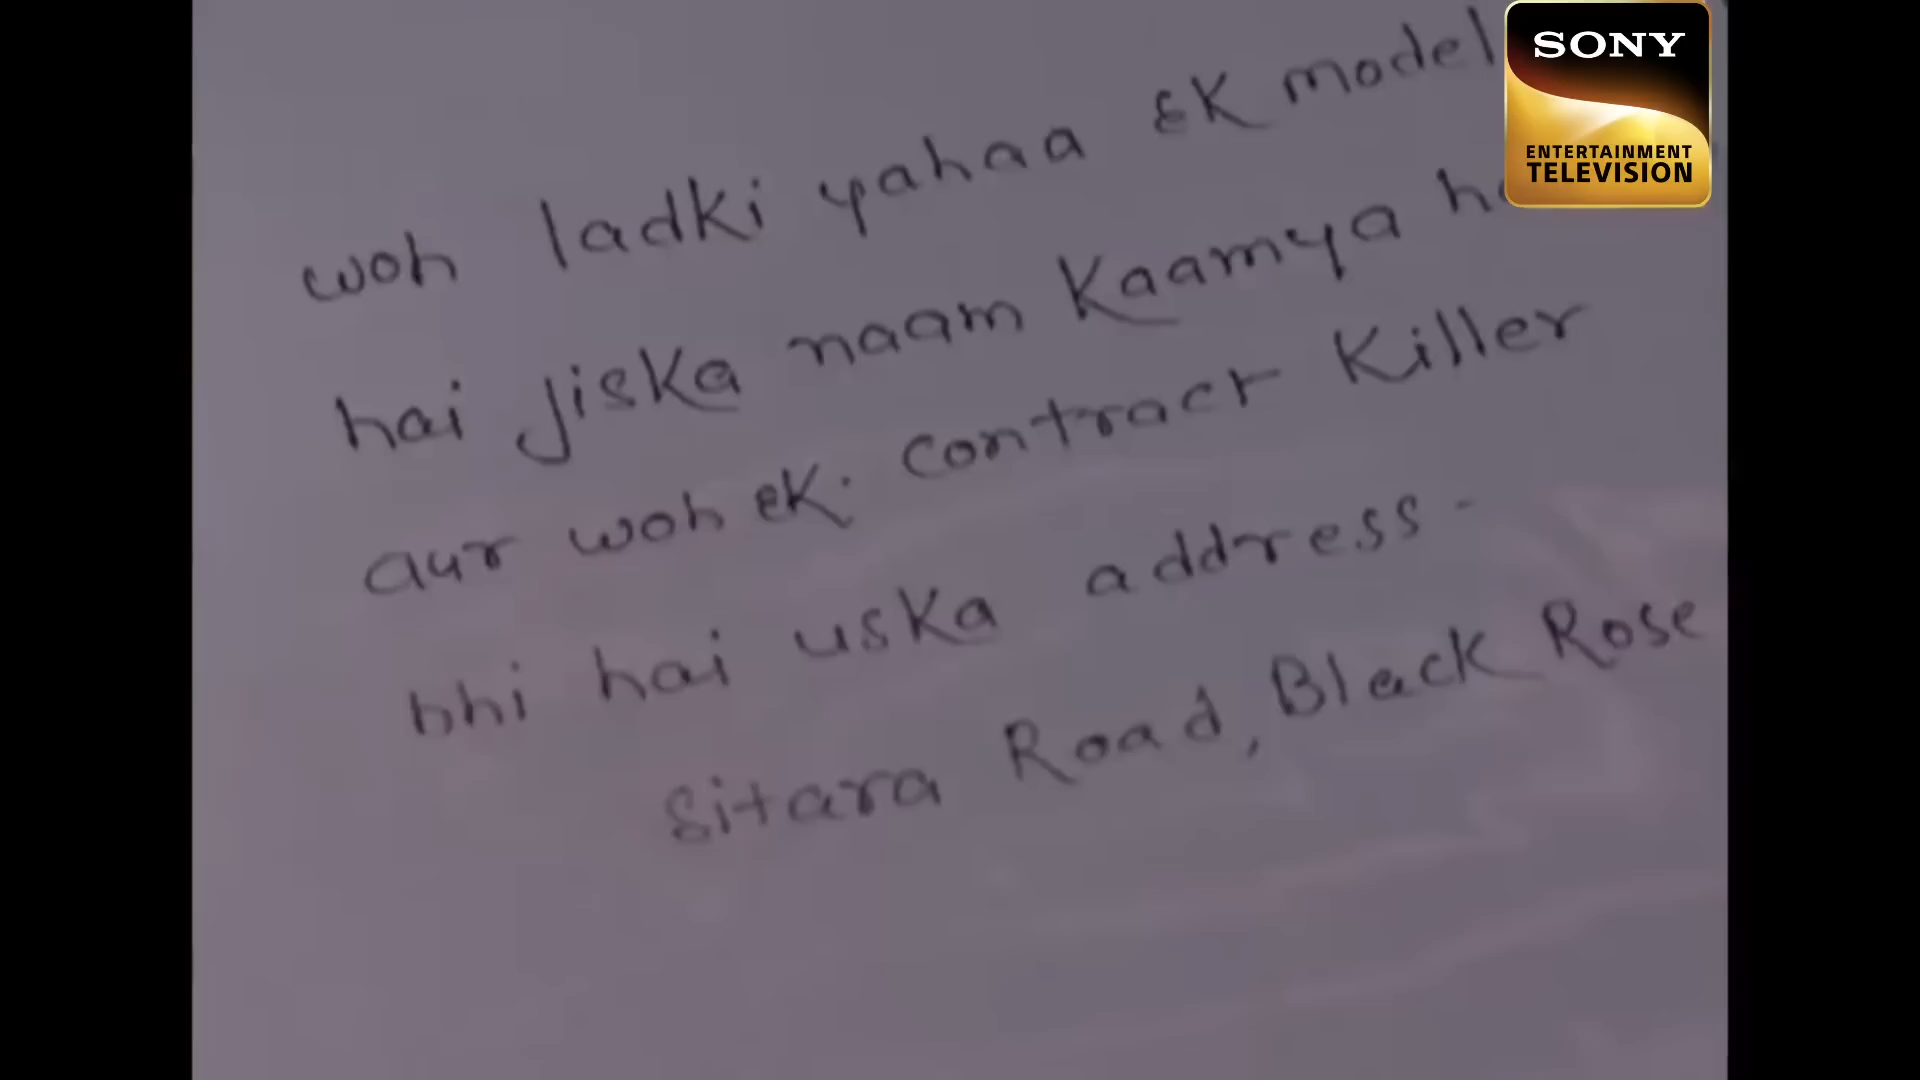 SONY
ENTERTAINMENT
TELEVISION
woh ladki yahaa EK model
hai JisKa naam Kaamya
aur woh eK. contract Killer
bhi hai usKa address -
Sitara Road, Black Rose